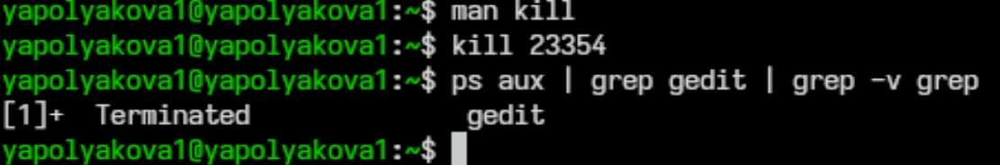 yapolyakova1@yapolyakova1:~$ man kill
yapolyakova1@yapolyakova1:~$ kill 23354
yapolyakova1@yapolyakova1:~$ ps aux | grep gedit | grep -v grep
[1]+  Terminated              gedit
yapolyakova1@yapolyakova1:~$